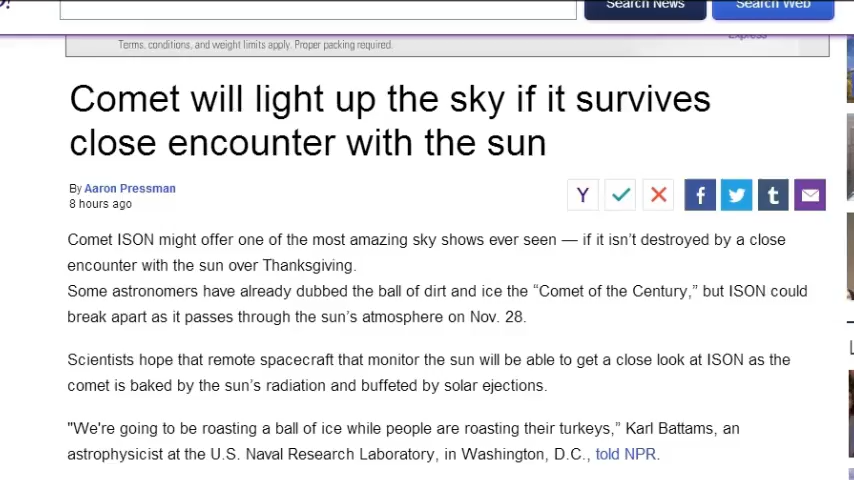 Search News
Search Web
Express
Terms, conditions, and weight limits apply. Proper packing required.
Comet will light up the sky if it survives
close encounter with the sun
By Aaron Pressman
8 hours ago
Comet ISON might offer one of the most amazing sky shows ever seen — if it isn’t destroyed by a close
encounter with the sun over Thanksgiving.
Some astronomers have already dubbed the ball of dirt and ice the “Comet of the Century,” but ISON could
break apart as it passes through the sun’s atmosphere on Nov. 28.
Scientists hope that remote spacecraft that monitor the sun will be able to get a close look at ISON as the
comet is baked by the sun’s radiation and buffeted by solar ejections.
"We're going to be roasting a ball of ice while people are roasting their turkeys,” Karl Battams, an
astrophysicist at the U.S. Naval Research Laboratory, in Washington, D.C., told NPR.